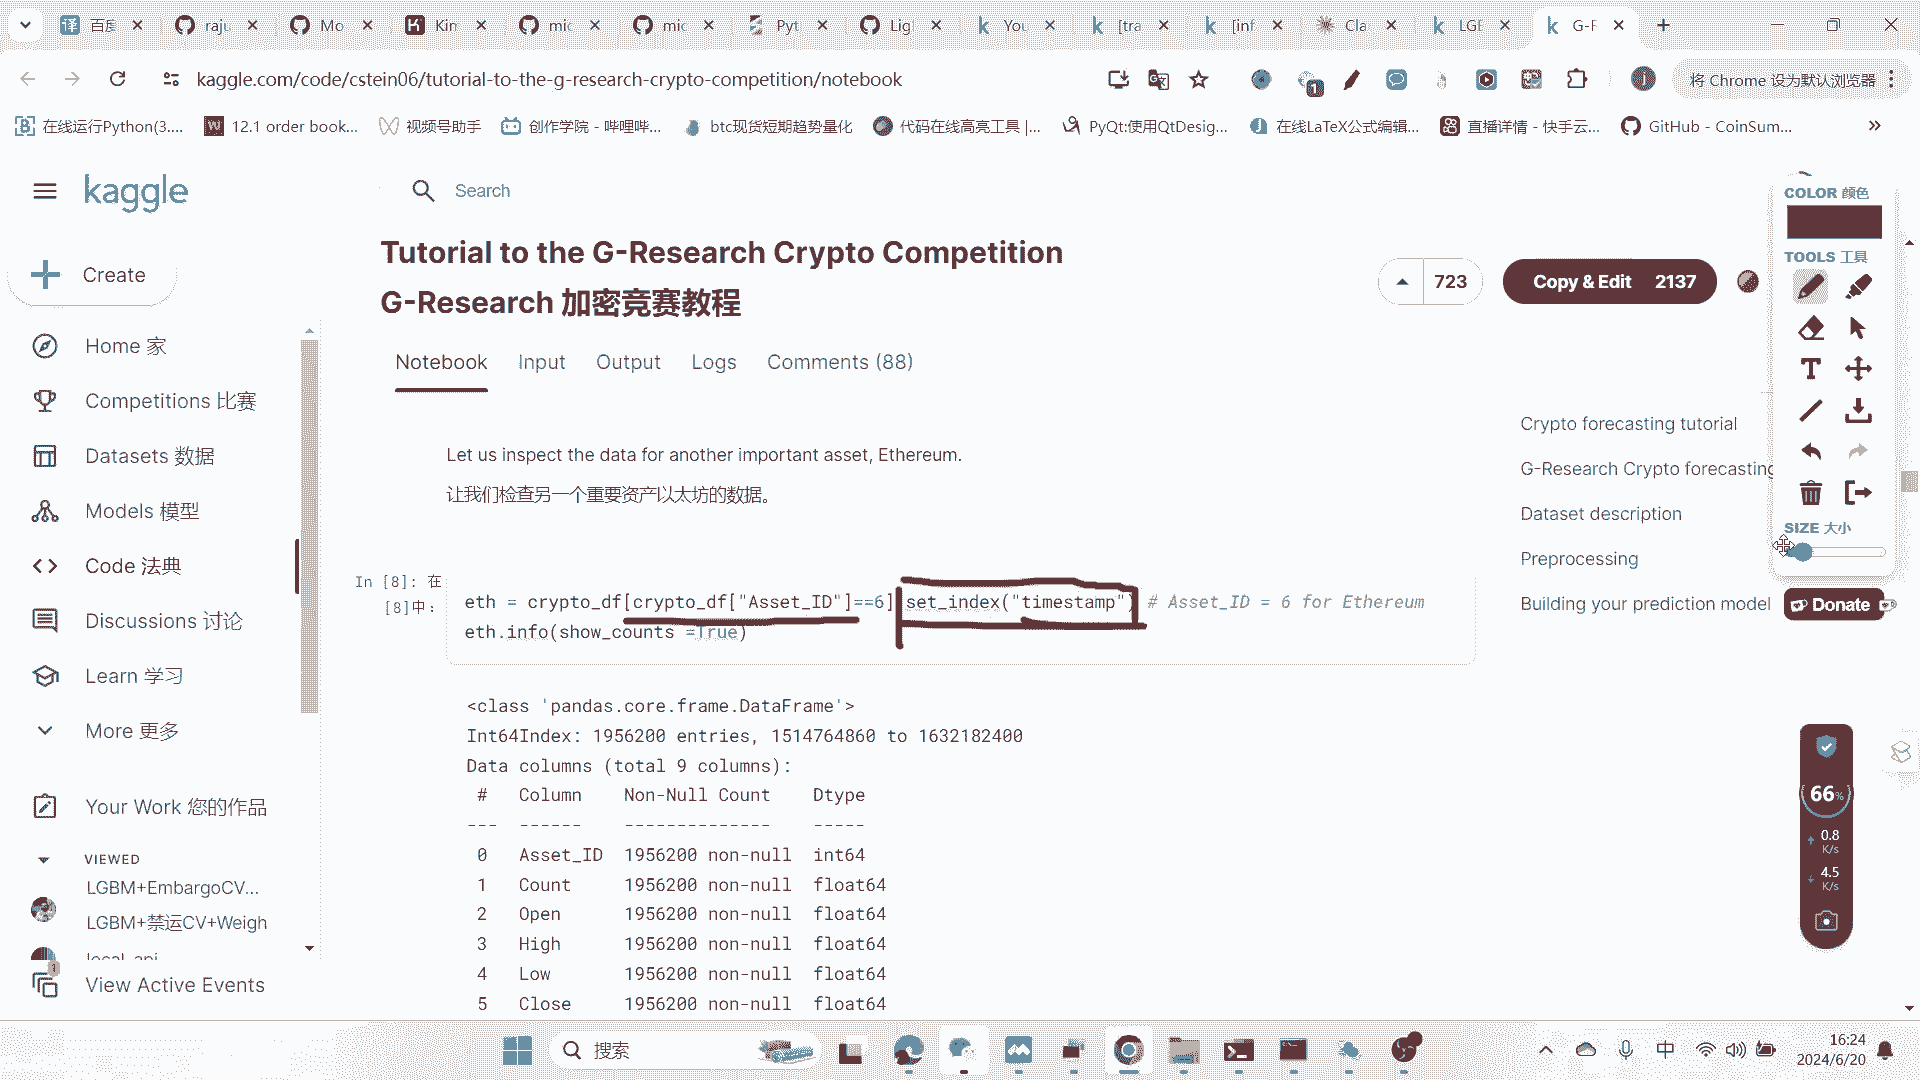 译 百度
raju
Mo
Kin
mic
mic
Pyt
Ligl
You
[tra
[inf
Cla
LGE
G-F
kaggle.com/code/cstein06/tutorial-to-the-g-research-crypto-competition/notebook
1
j
将 Chrome 设为默认浏览器
在线运行Python(3....
12.1 order book...
视频号助手
创作学院 - 哔哩哔...
btc现货短期趋势量化
代码在线高亮工具 |...
PyQt:使用QtDesig...
在线LaTeX公式编辑...
直播详情 - 快手云...
GitHub - CoinSum...
kaggle
Search
Create
Home 家
Competitions 比赛
Datasets 数据
Models 模型
Code 法典
Discussions 讨论
Learn 学习
More 更多
Your Work 您的作品
VIEWED
LGBM+EmbargoCV...
LGBM+禁运CV+Weigh
local_api
1
View Active Events
Tutorial to the G-Research Crypto Competition
G-Research 加密竞赛教程
723
Copy & Edit 2137
Notebook
Input
Output
Logs
Comments (88)
Let us inspect the data for another important asset, Ethereum.
让我们检查另一个重要资产以太坊的数据。
In [8]: 在
[8]中:
eth = crypto_df[crypto_df["Asset_ID"]==6].set_index("timestamp") # Asset_ID = 6 for Ethereum
eth.info(show_counts =True)
<class 'pandas.core.frame.DataFrame'>
Int64Index: 1956200 entries, 1514764860 to 1632182400
Data columns (total 9 columns):
# Column Non-Null Count Dtype
--- ------ -------------- -----
0 Asset_ID 1956200 non-null int64
1 Count 1956200 non-null float64
2 Open 1956200 non-null float64
3 High 1956200 non-null float64
4 Low 1956200 non-null float64
5 Close 1956200 non-null float64
Crypto forecasting tutorial
G-Research Crypto forecasting
Dataset description
Preprocessing
Building your prediction model
COLOR 颜色
TOOLS 工具
SIZE 大小
Donate
66%
0.8
K/s
4.5
K/s
搜索
中
16:24
2024/6/20